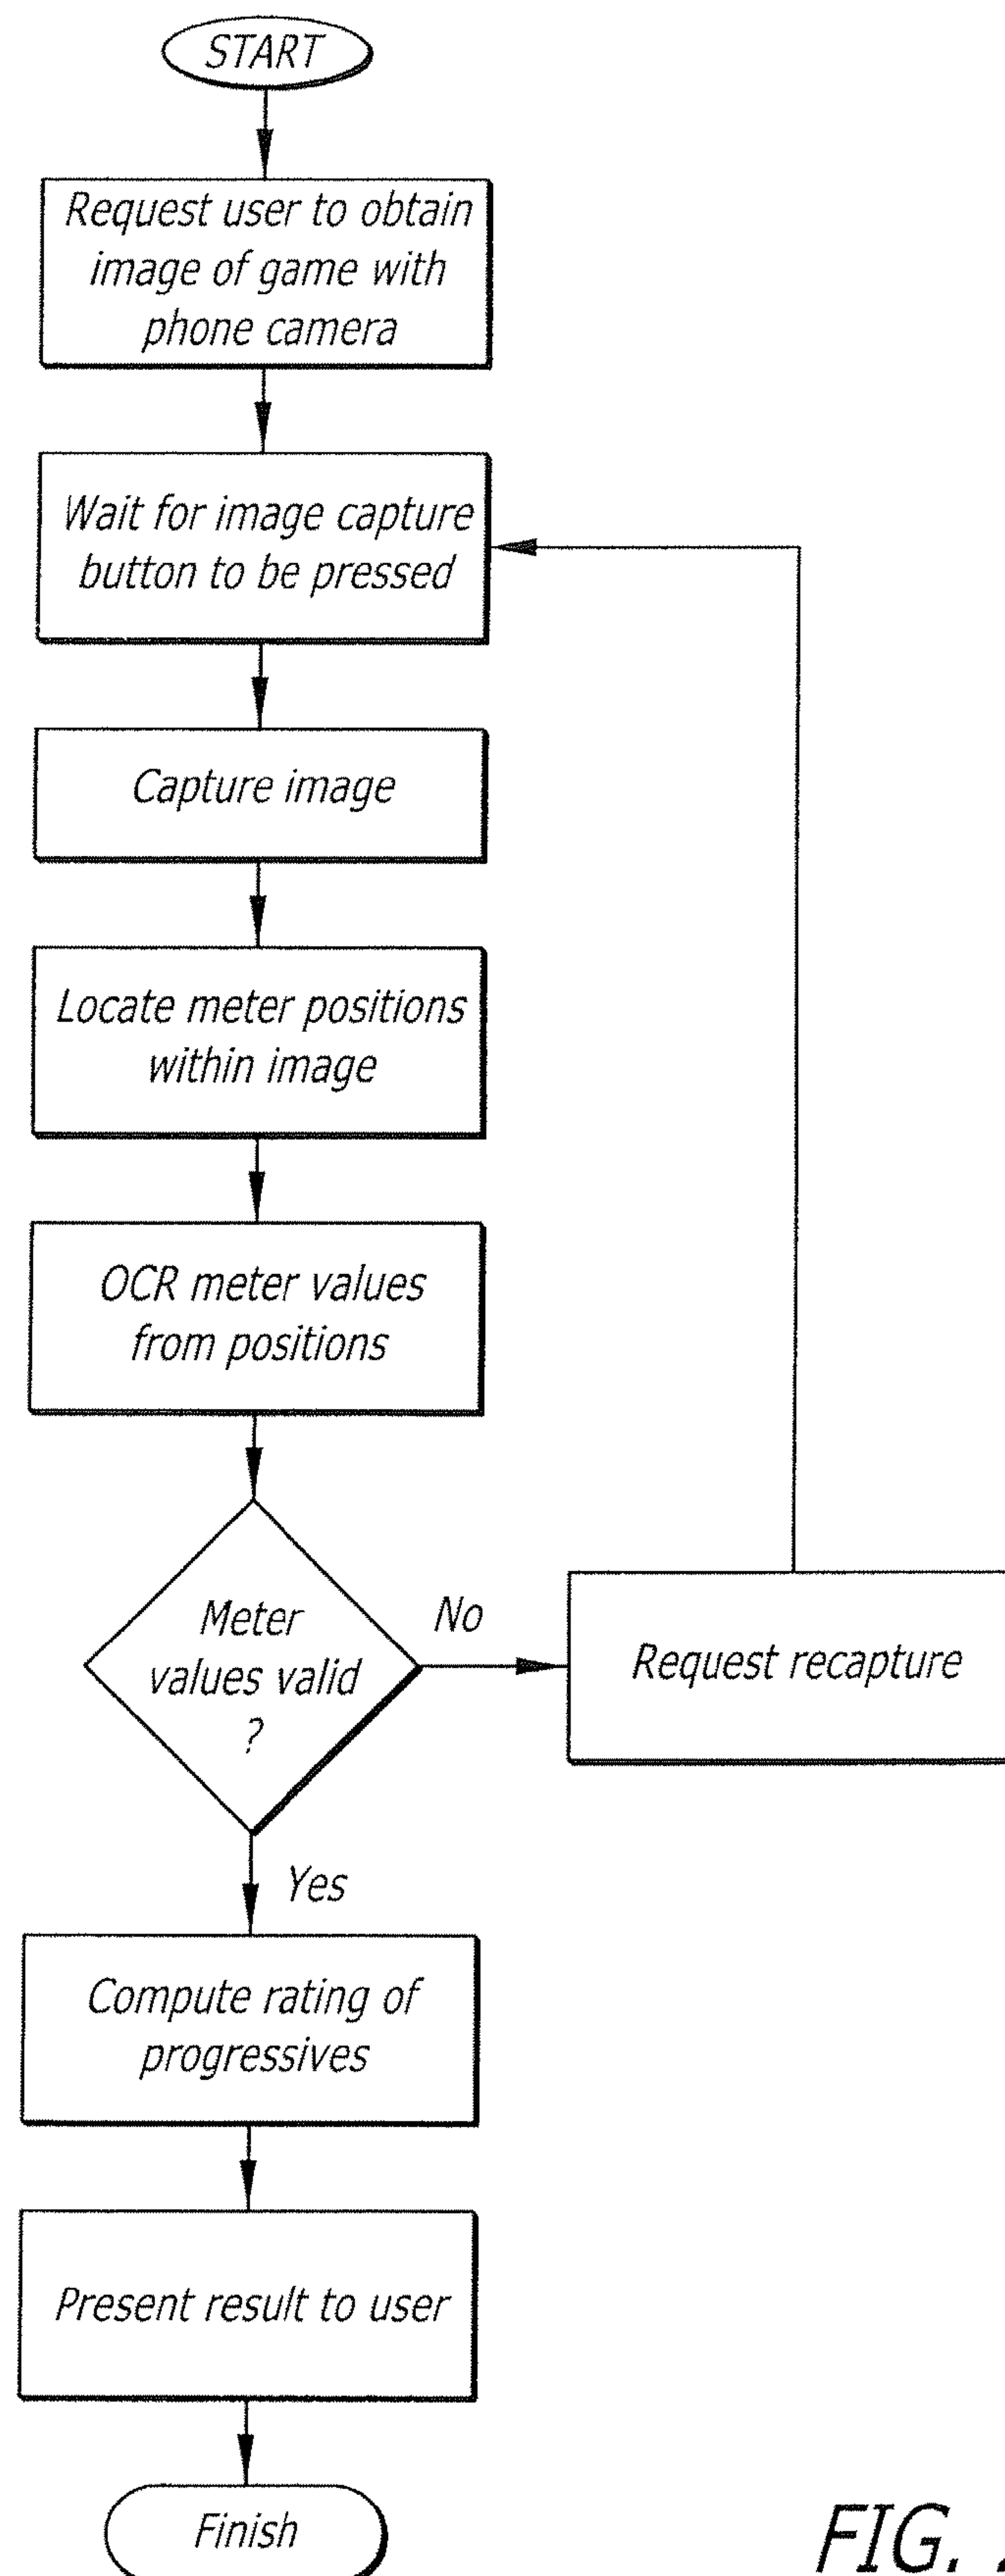 START
Request user to obtain
image of game with
phone camera
Wait for image capture
button to be pressed
Capture image
Locate meter positions
within image
OCR meter values
from positions
Meter
values valid
?
No
Request recapture
Yes
Compute rating of
progressives
Present result to user
Finish
FIG.